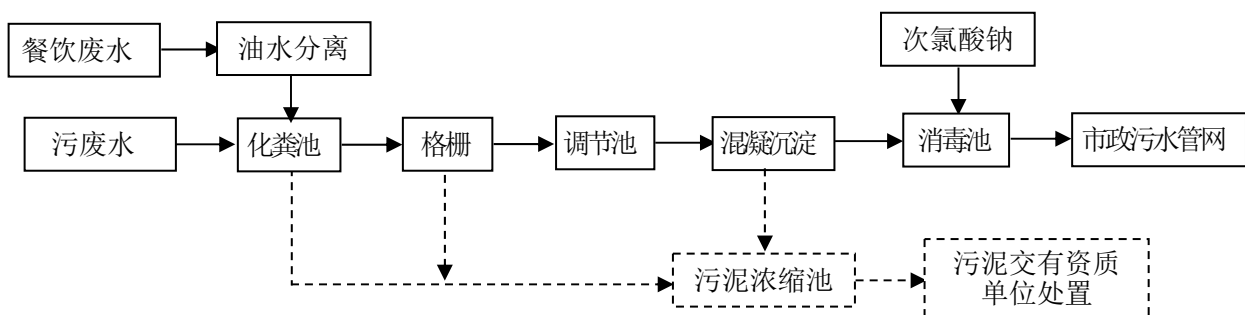 餐饮废水
油水分离
次氯酸钠
污废水
化粪池
格栅
调节池
混凝沉淀
消毒池
市政污水管网
污泥浓缩池
污泥交有资质
单位处置